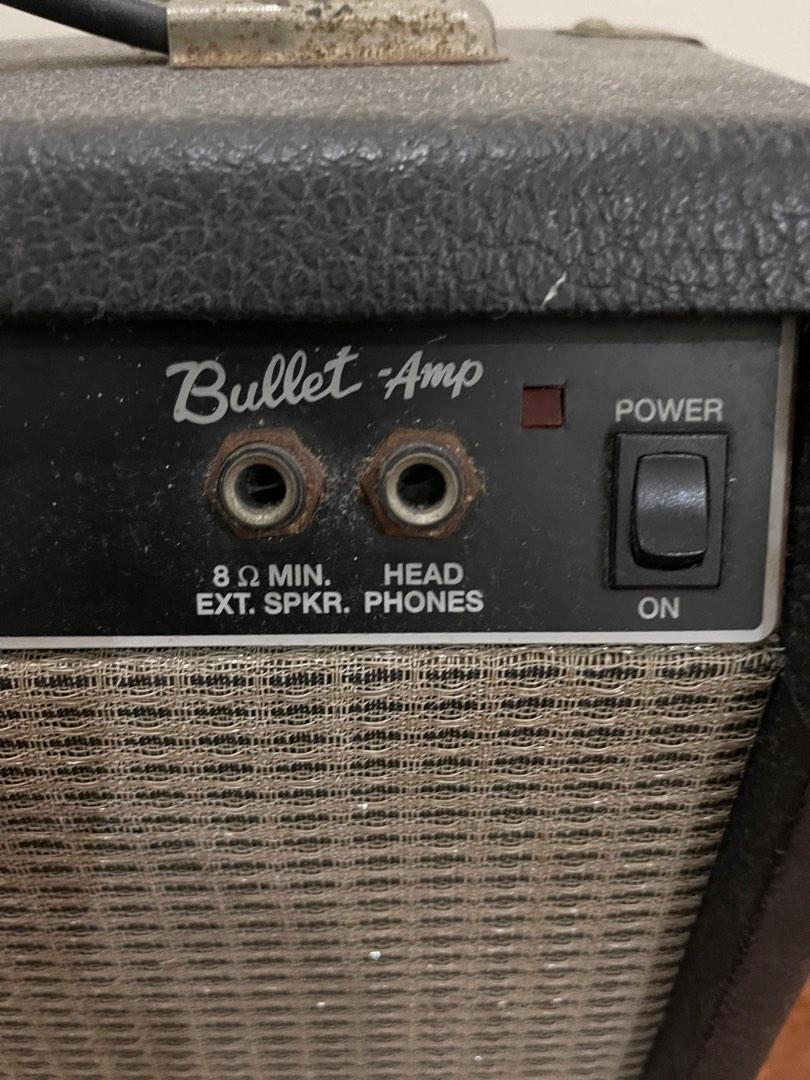 Bullet -Amp
POWER
8 Ω MIN. HEAD
EXT. SPKR. PHONES
ON